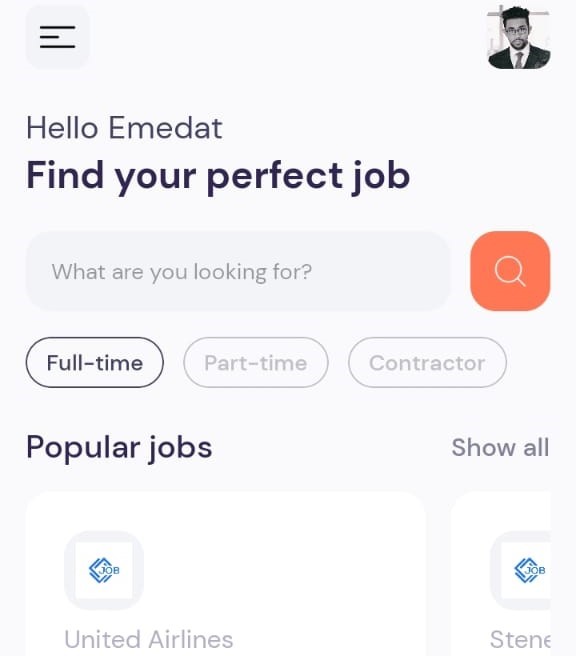 Hello Emedat
Find your perfect job
What are you looking for?
Full-time Part-time Contractor
Popular jobs Show all
JOB JOB
United Airlines Stene